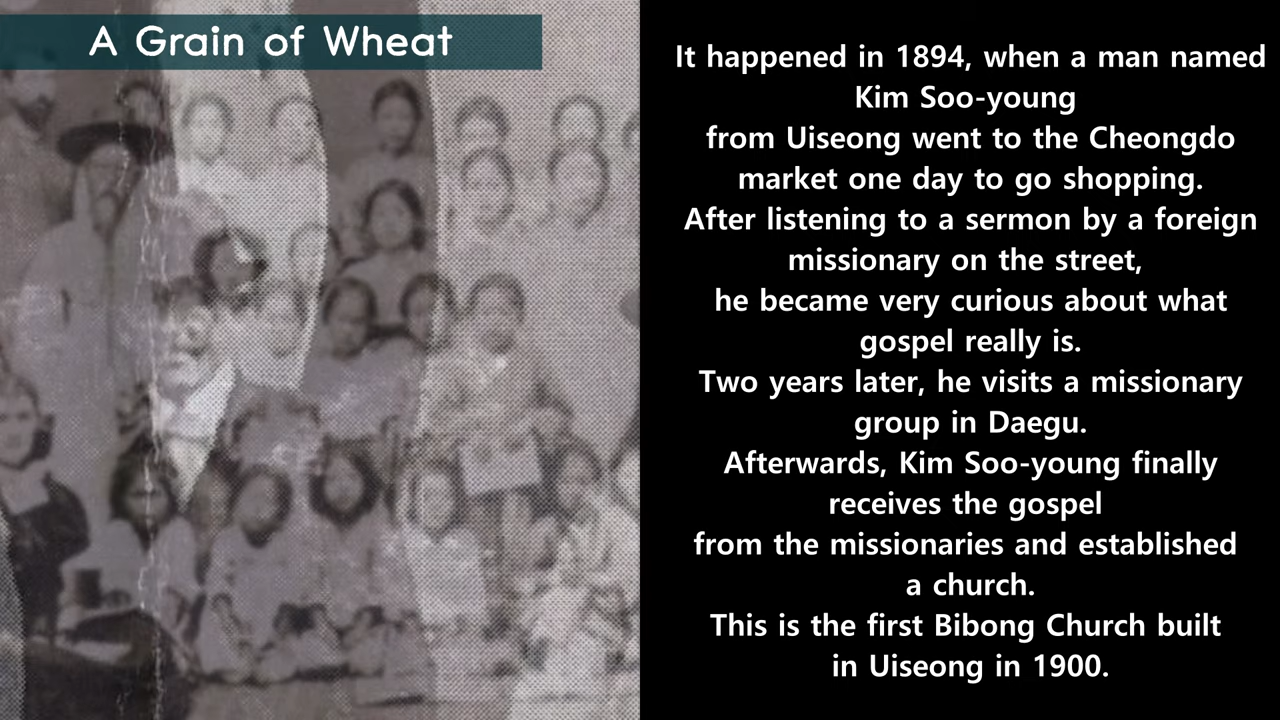 A Grain of Wheat
It happened in 1894, when a man named
Kim Soo-young
from Uiseong went to the Cheongdo
market one day to go shopping.
After listening to a sermon by a foreign
missionary on the street,
he became very curious about what
gospel really is.
Two years later, he visits a missionary
group in Daegu.
Afterwards, Kim Soo-young finally
receives the gospel
from the missionaries and established
a church.
This is the first Bibong Church built
in Uiseong in 1900.